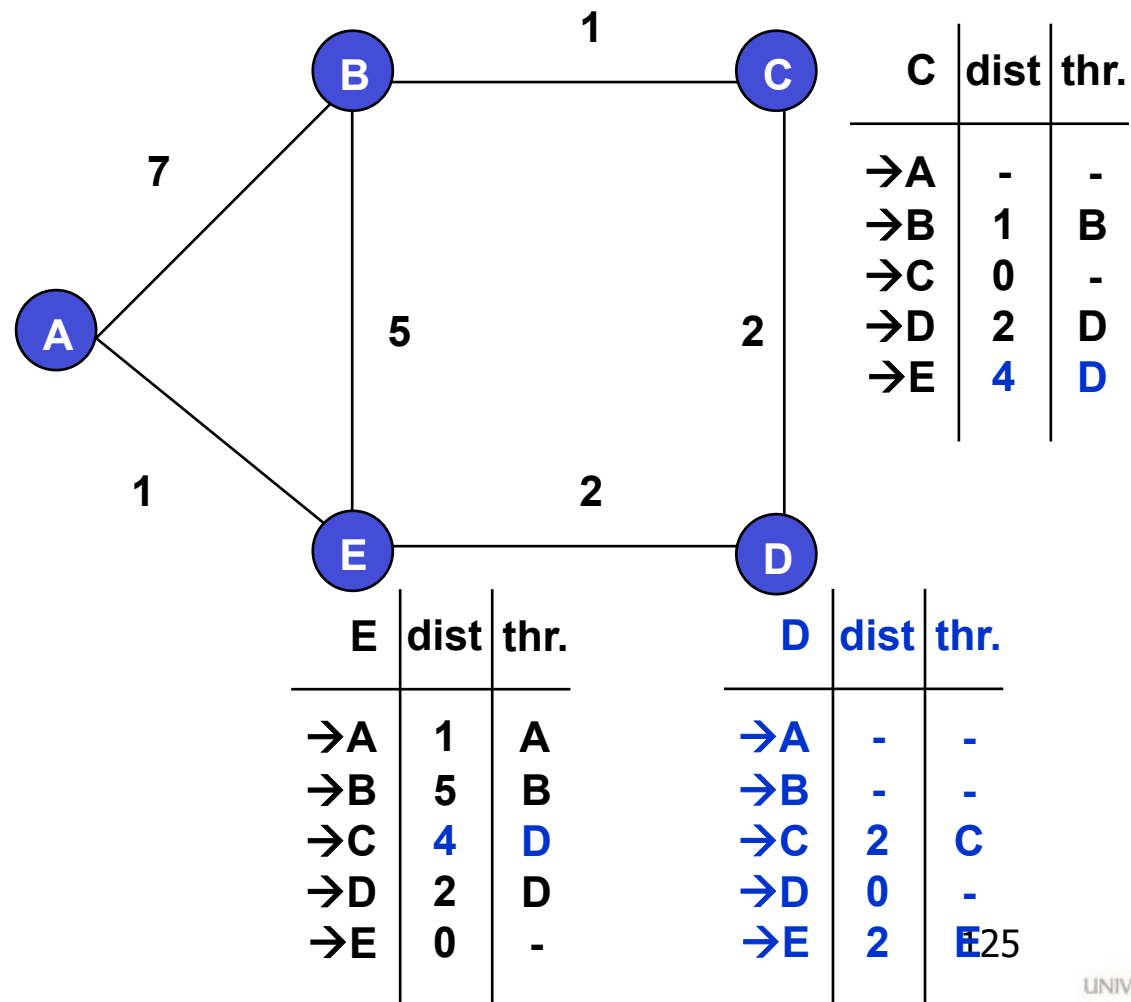 1
B
C
7
5
2
A
1
2
E
D
C dist thr.
→A - -
→B 1 B
→C 0 -
→D 2 D
→E 4 D
E dist thr.
→A 1 A
→B 5 B
→C 4 D
→D 2 D
→E 0 -
D dist thr.
→A - -
→B - -
→C 2 C
→D 0 -
→E 2 E
125
UNIV